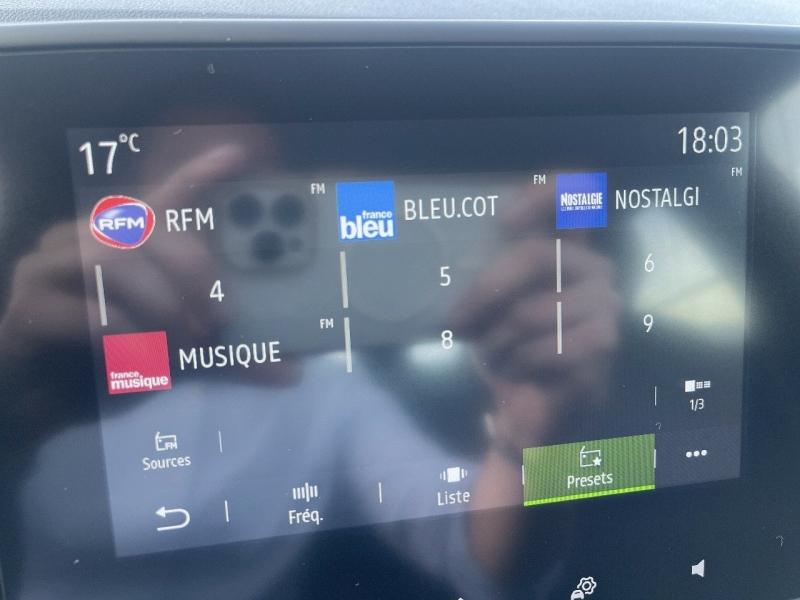 17°C
18:03
RFM
RFM
FM
france
bleu
BLEU.COT
FM
NOSTALGIE
NOSTALGI
FM
4
5
6
france
musique
MUSIQUE
FM
8
9
1/3
FM
Sources
Fréq.
Liste
Presets